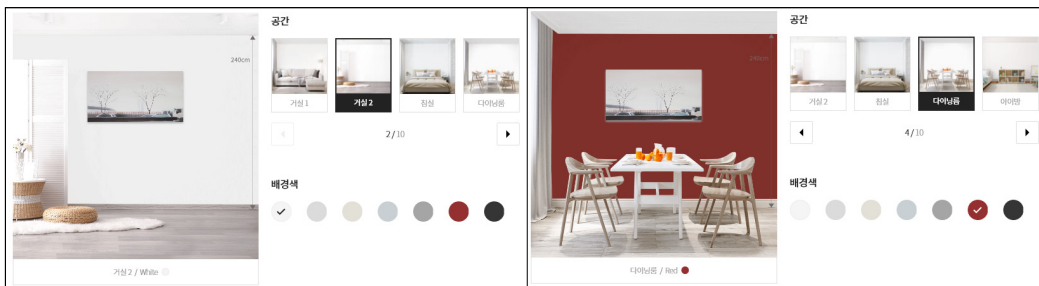 240cm
거실 2 / White
공간
거실 1
거실 2
침실
다이닝룸
2/10
배경색
240cm
다이닝룸 / Red
공간
거실 2
침실
다이닝룸
아이방
4/10
배경색